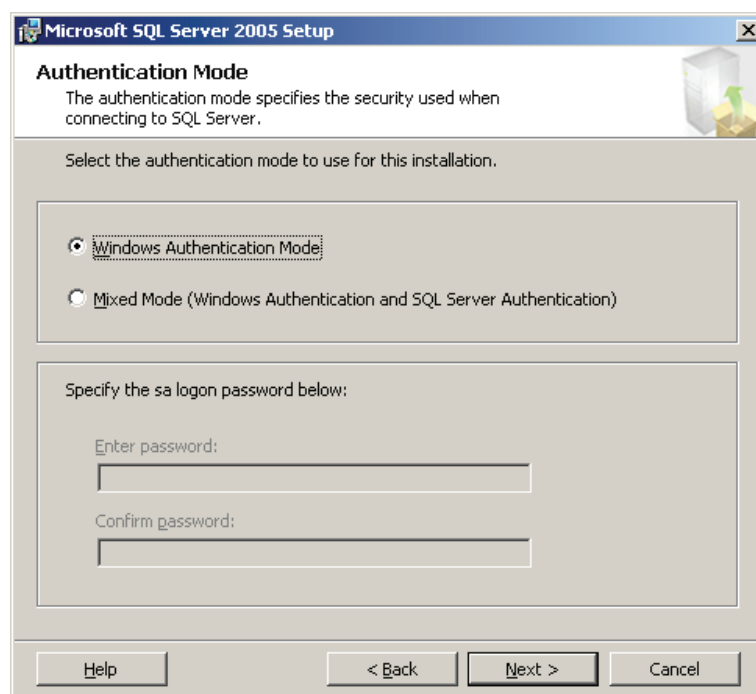 Microsoft SQL Server 2005 Setup
Authentication Mode
The authentication mode specifies the security used when
connecting to SQL Server.
Select the authentication mode to use for this installation.
Windows Authentication Mode
Mixed Mode (Windows Authentication and SQL Server Authentication)
Specify the sa logon password below:
Enter password:
Confirm password:
Help
< Back
Next >
Cancel